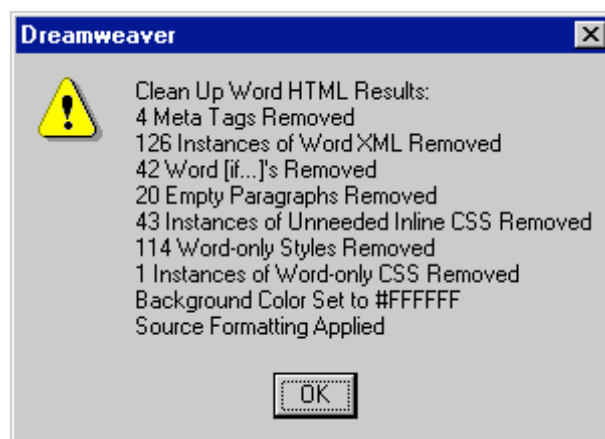 Dreamweaver
Clean Up Word HTML Results:
4 Meta Tags Removed
126 Instances of Word XML Removed
42 Word [if...]'s Removed
20 Empty Paragraphs Removed
43 Instances of Unneeded Inline CSS Removed
114 Word-only Styles Removed
1 Instances of Word-only CSS Removed
Background Color Set to #FFFFFF
Source Formatting Applied
OK